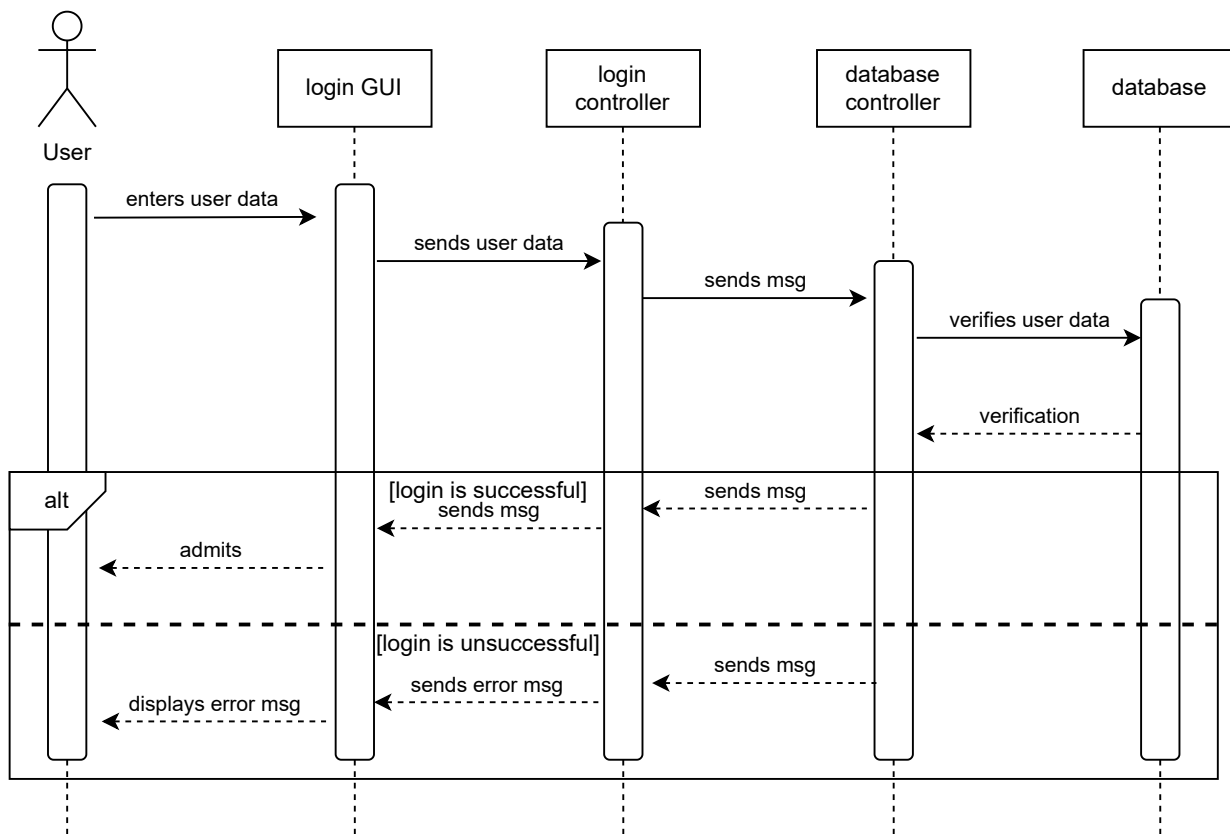 User
login GUI
login
controller
database
controller
database
enters user data
sends user data
sends msg
verifies user data
verification
alt
[login is successful]
sends msg
sends msg
admits
[login is unsuccessful]
sends msg
sends error msg
displays error msg